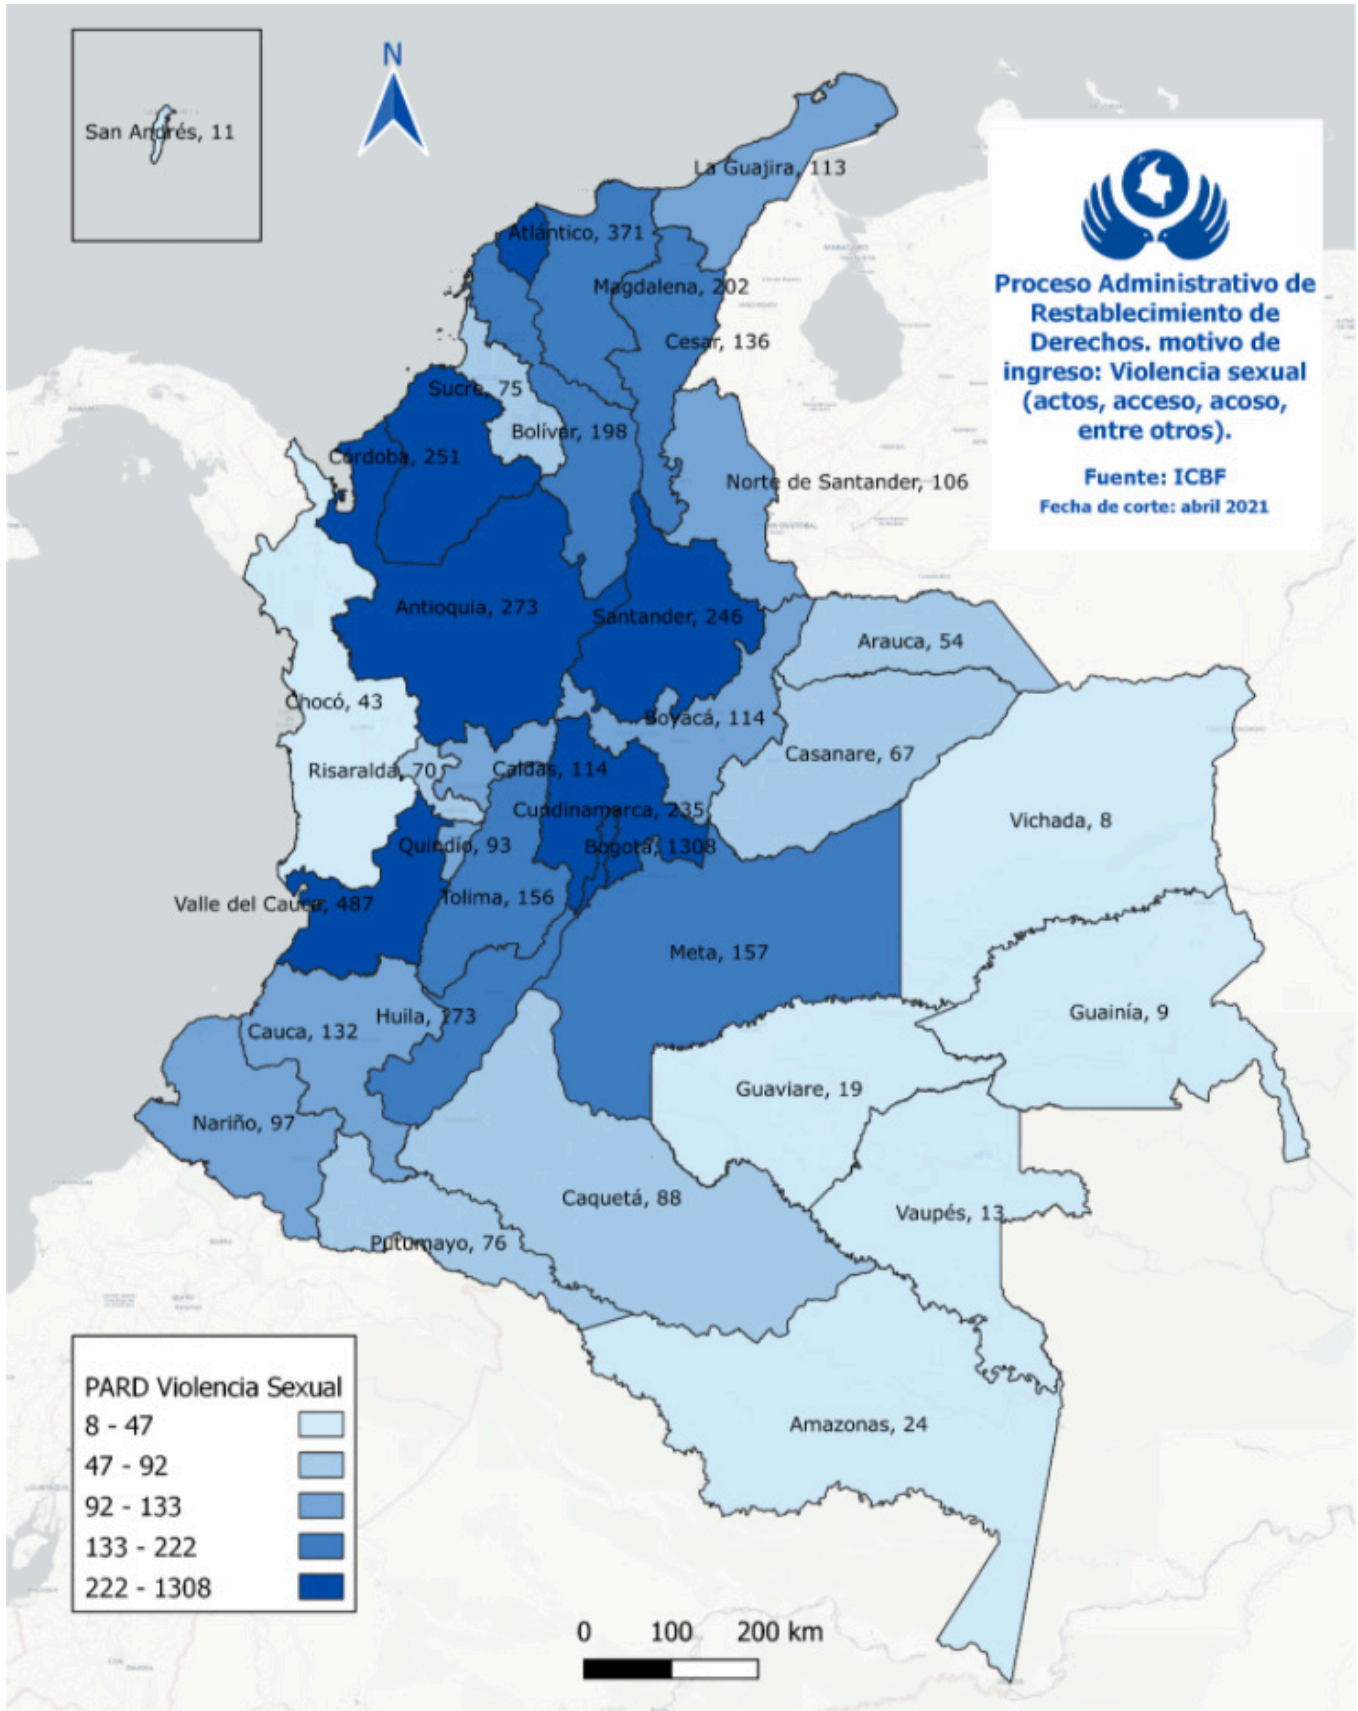 N
San Andrés, 11
La Guajira, 113
Atlántico, 371
Magdalena, 202
Cesar, 136
Sucre, 75
Bolívar, 198
Córdoba, 251
Norte de Santander, 106
Antioquia, 273
Santander, 246
Arauca, 54
Chocó, 43
Boyacá, 114
Casanare, 67
Risaralda, 70
Caldas, 114
Cundinamarca, 235
Vichada, 8
Quindío, 93
Bogotá, 1308
Valle del Cauca, 487
Tolima, 156
Meta, 157
Guainía, 9
Huila, 173
Cauca, 132
Guaviare, 19
Nariño, 97
Caquetá, 88
Vaupés, 13
Putumayo, 76
Amazonas, 24
Proceso Administrativo de
Restablecimiento de
Derechos. motivo de
ingreso: Violencia sexual
(actos, acceso, acoso,
entre otros).
Fuente: ICBF
Fecha de corte: abril 2021
PARD Violencia Sexual
8 - 47
47 - 92
92 - 133
133 - 222
222 - 1308
0 100 200 km